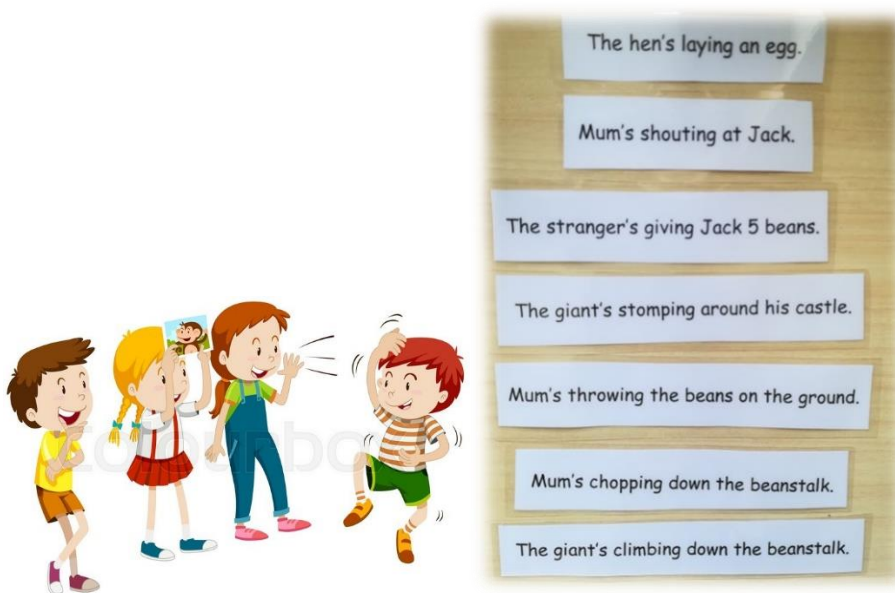 The hen's laying an egg.
Mum's shouting at Jack.
The stranger's giving Jack 5 beans.
The giant's stomping around his castle.
Mum's throwing the beans on the ground.
Mum's chopping down the beanstalk.
The giant's climbing down the beanstalk.